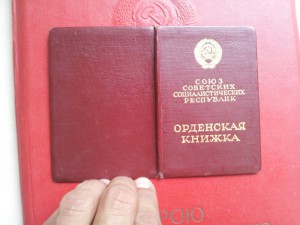 СОЮЗ
СОВЕТСКИХ
СОЦИАЛИСТИЧЕСКИХ
РЕСПУБЛИК
ОРДЕНСКАЯ
КНИЖКА